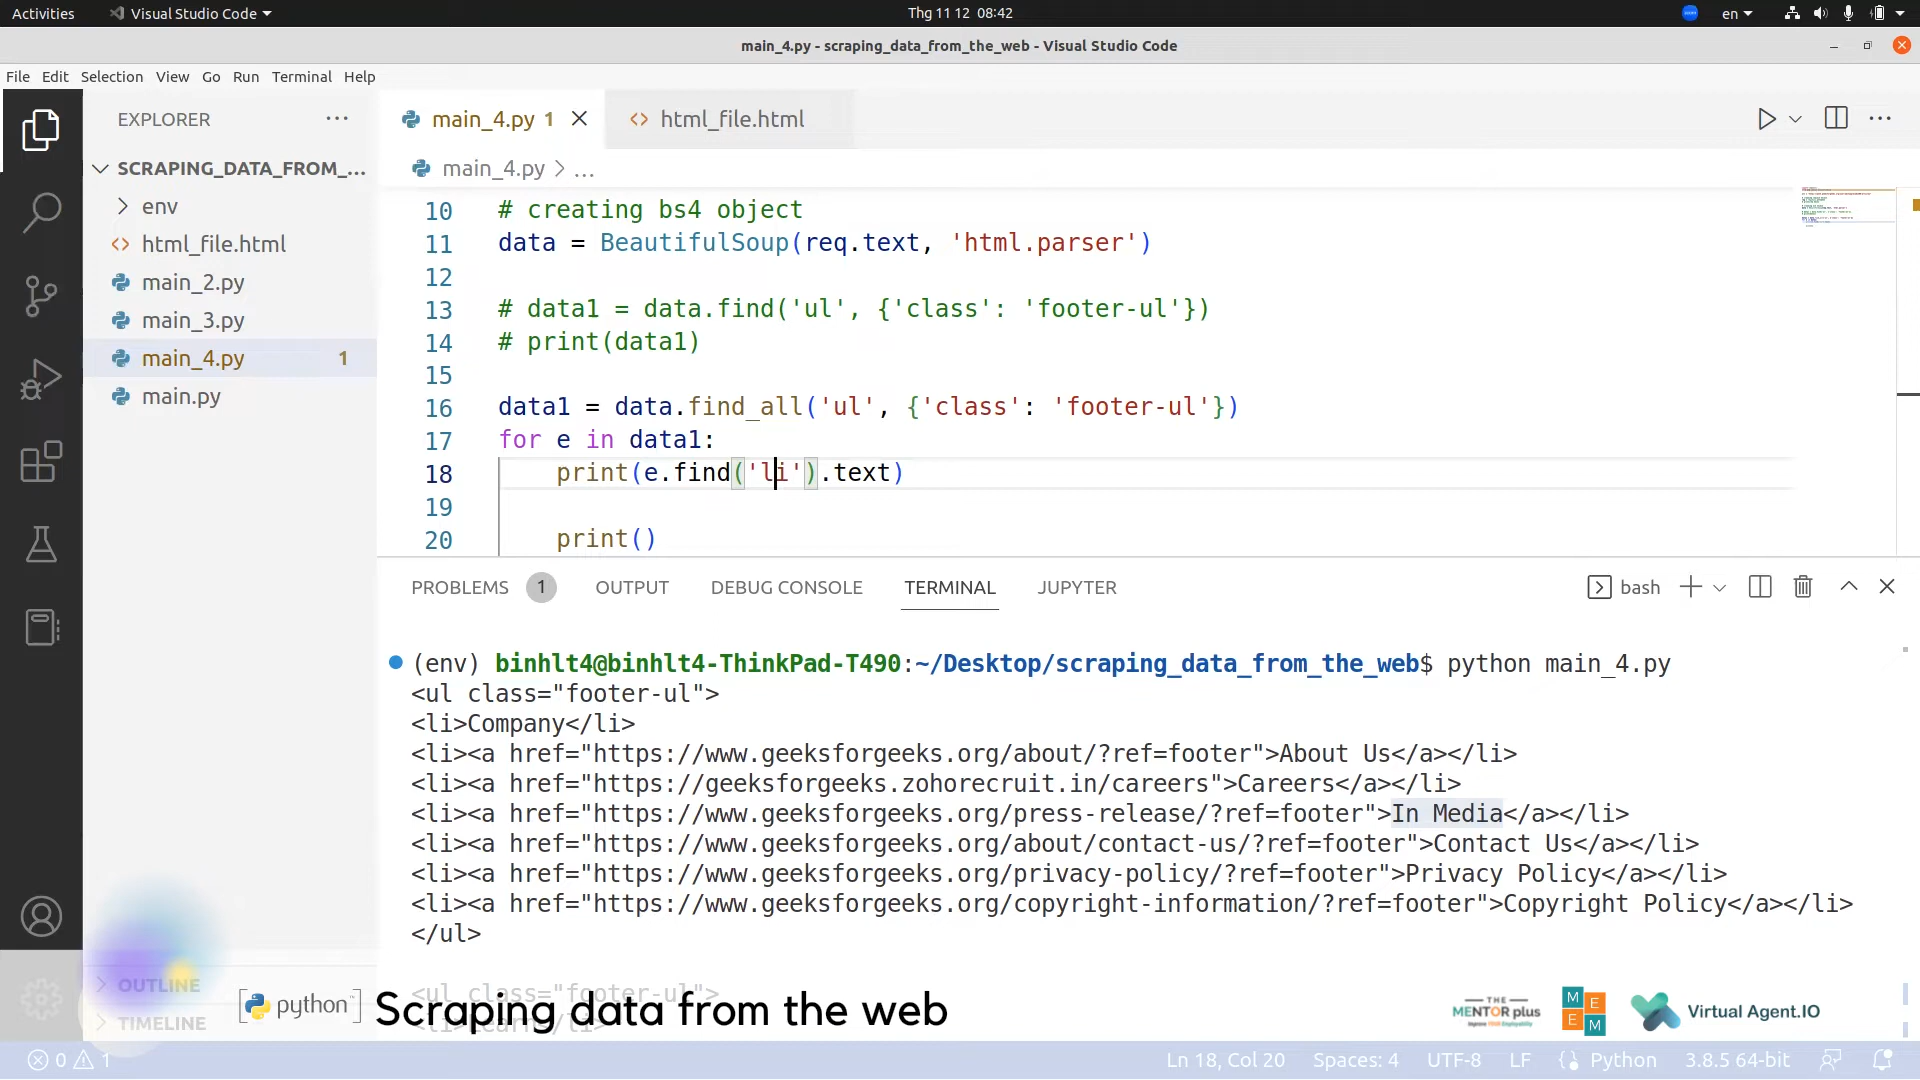 Activities Visual Studio Code Thg 11 12 08:42 en
main_4.py - scraping_data_from_the_web - Visual Studio Code
File Edit Selection View Go Run Terminal Help
EXPLORER
SCRAPING_DATA_FROM_...
env
html_file.html
main_2.py
main_3.py
main_4.py 1
main.py
OUTLINE
TIMELINE
main_4.py 1 html_file.html
main_4.py > ...
10 # creating bs4 object
11 data = BeautifulSoup(req.text, 'html.parser')
12
13 # data1 = data.find('ul', {'class': 'footer-ul'})
14 # print(data1)
15
16 data1 = data.find_all('ul', {'class': 'footer-ul'})
17 for e in data1:
18 print(e.find('li').text)
19
20 print()
PROBLEMS 1 OUTPUT DEBUG CONSOLE TERMINAL JUPYTER bash
(env) binhlt4@binhlt4-ThinkPad-T490:~/Desktop/scraping_data_from_the_web$ python main_4.py
<ul class="footer-ul">
<li>Company</li>
<li><a href="https://www.geeksforgeeks.org/about/?ref=footer">About Us</a></li>
<li><a href="https://geeksforgeeks.zohorecruit.in/careers">Careers</a></li>
<li><a href="https://www.geeksforgeeks.org/press-release/?ref=footer">In Media</a></li>
<li><a href="https://www.geeksforgeeks.org/about/contact-us/?ref=footer">Contact Us</a></li>
<li><a href="https://www.geeksforgeeks.org/privacy-policy/?ref=footer">Privacy Policy</a></li>
<li><a href="https://www.geeksforgeeks.org/copyright-information/?ref=footer">Copyright Policy</a></li>
</ul>
<ul class="footer-ul">
<li>Learn</li>
[python] Scraping data from the web
THE
MENTOR plus
M E
E M
Virtual Agent.IO
0 1 Ln 18, Col 20 Spaces: 4 UTF-8 LF Python 3.8.5 64-bit